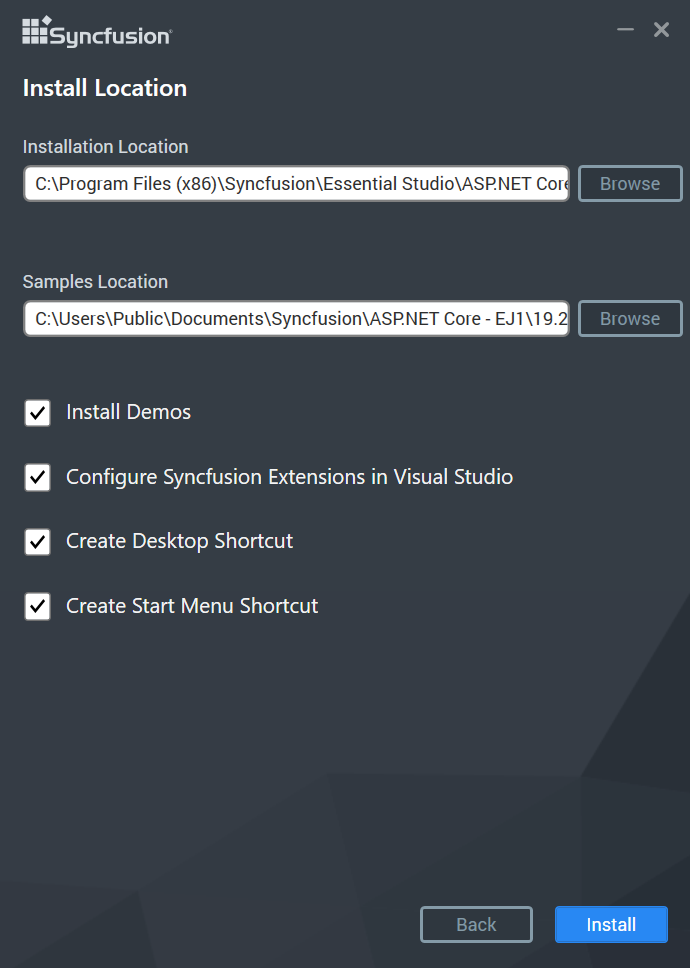 Syncfusion
Install Location
Installation Location
C:\Program Files (x86)\Syncfusion\Essential Studio\ASP.NET Core
Browse
Samples Location
C:\Users\Public\Documents\Syncfusion\ASP.NET Core - EJ1\19.2
Browse
Install Demos
Configure Syncfusion Extensions in Visual Studio
Create Desktop Shortcut
Create Start Menu Shortcut
Back
Install